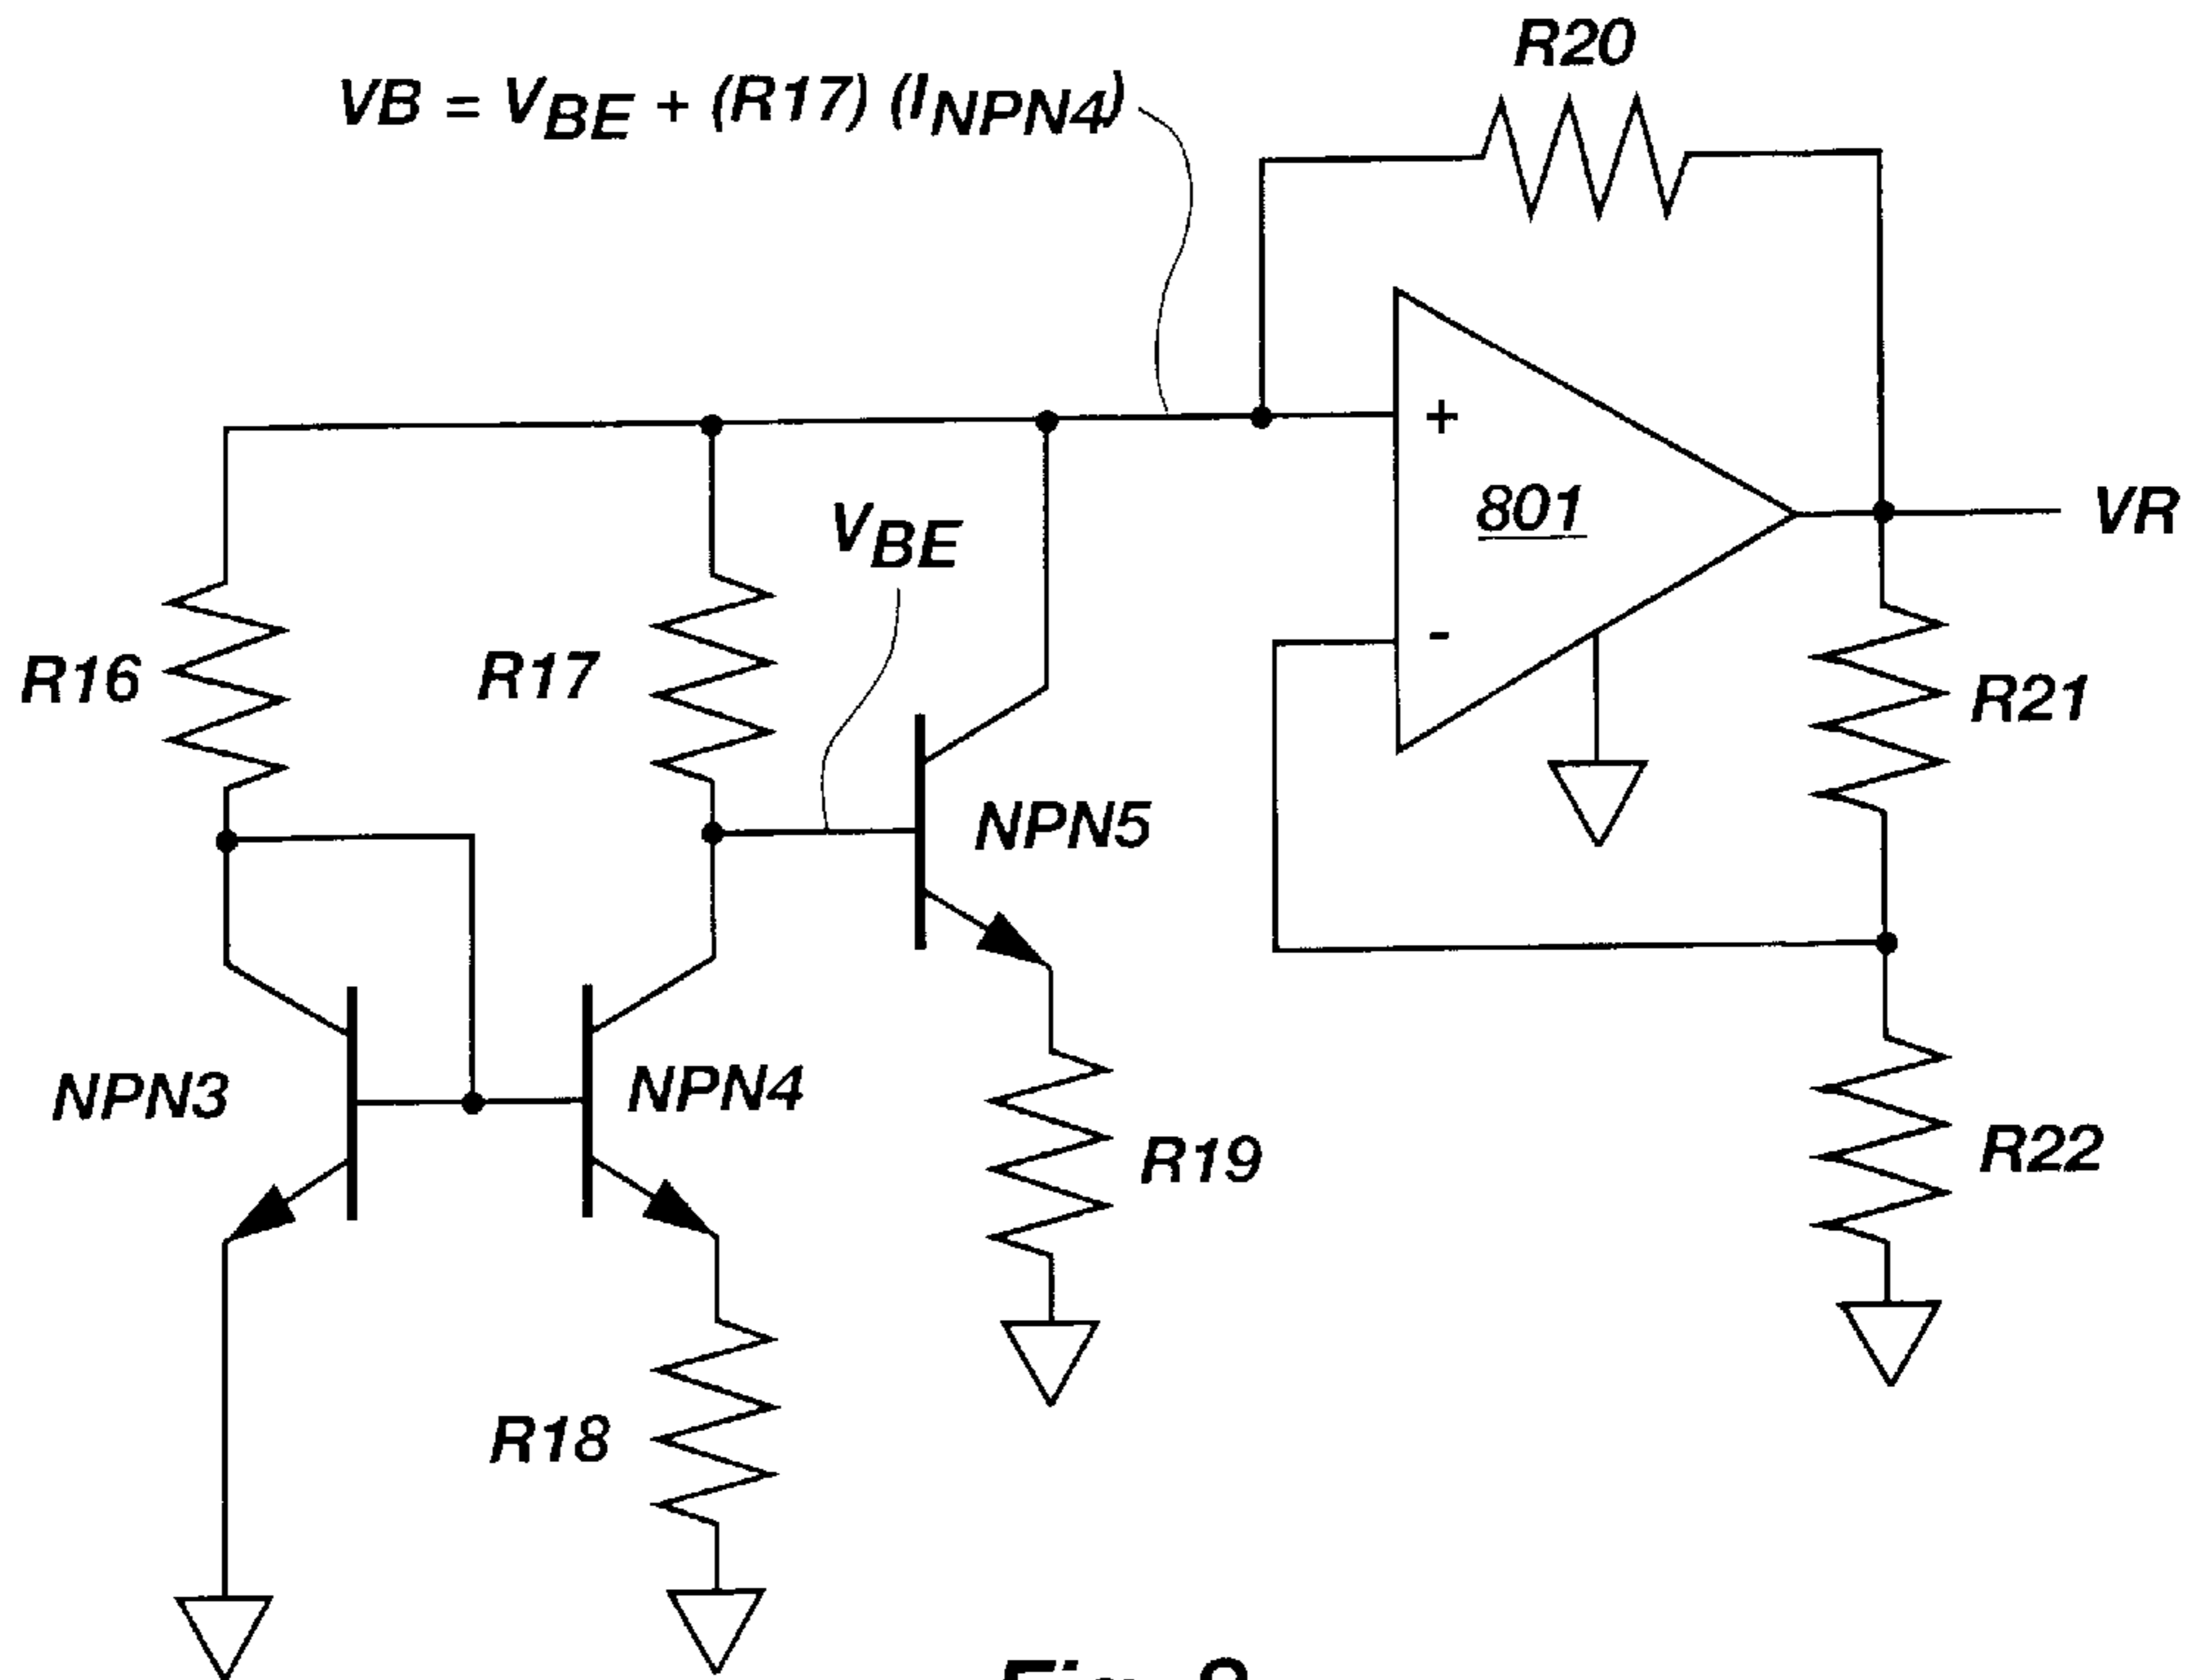 R20
VB = VBE + (R17) (INPN4)
+
801
VR
VBE
-
R16
R17
R21
NPN5
NPN3
NPN4
R19
R22
R18